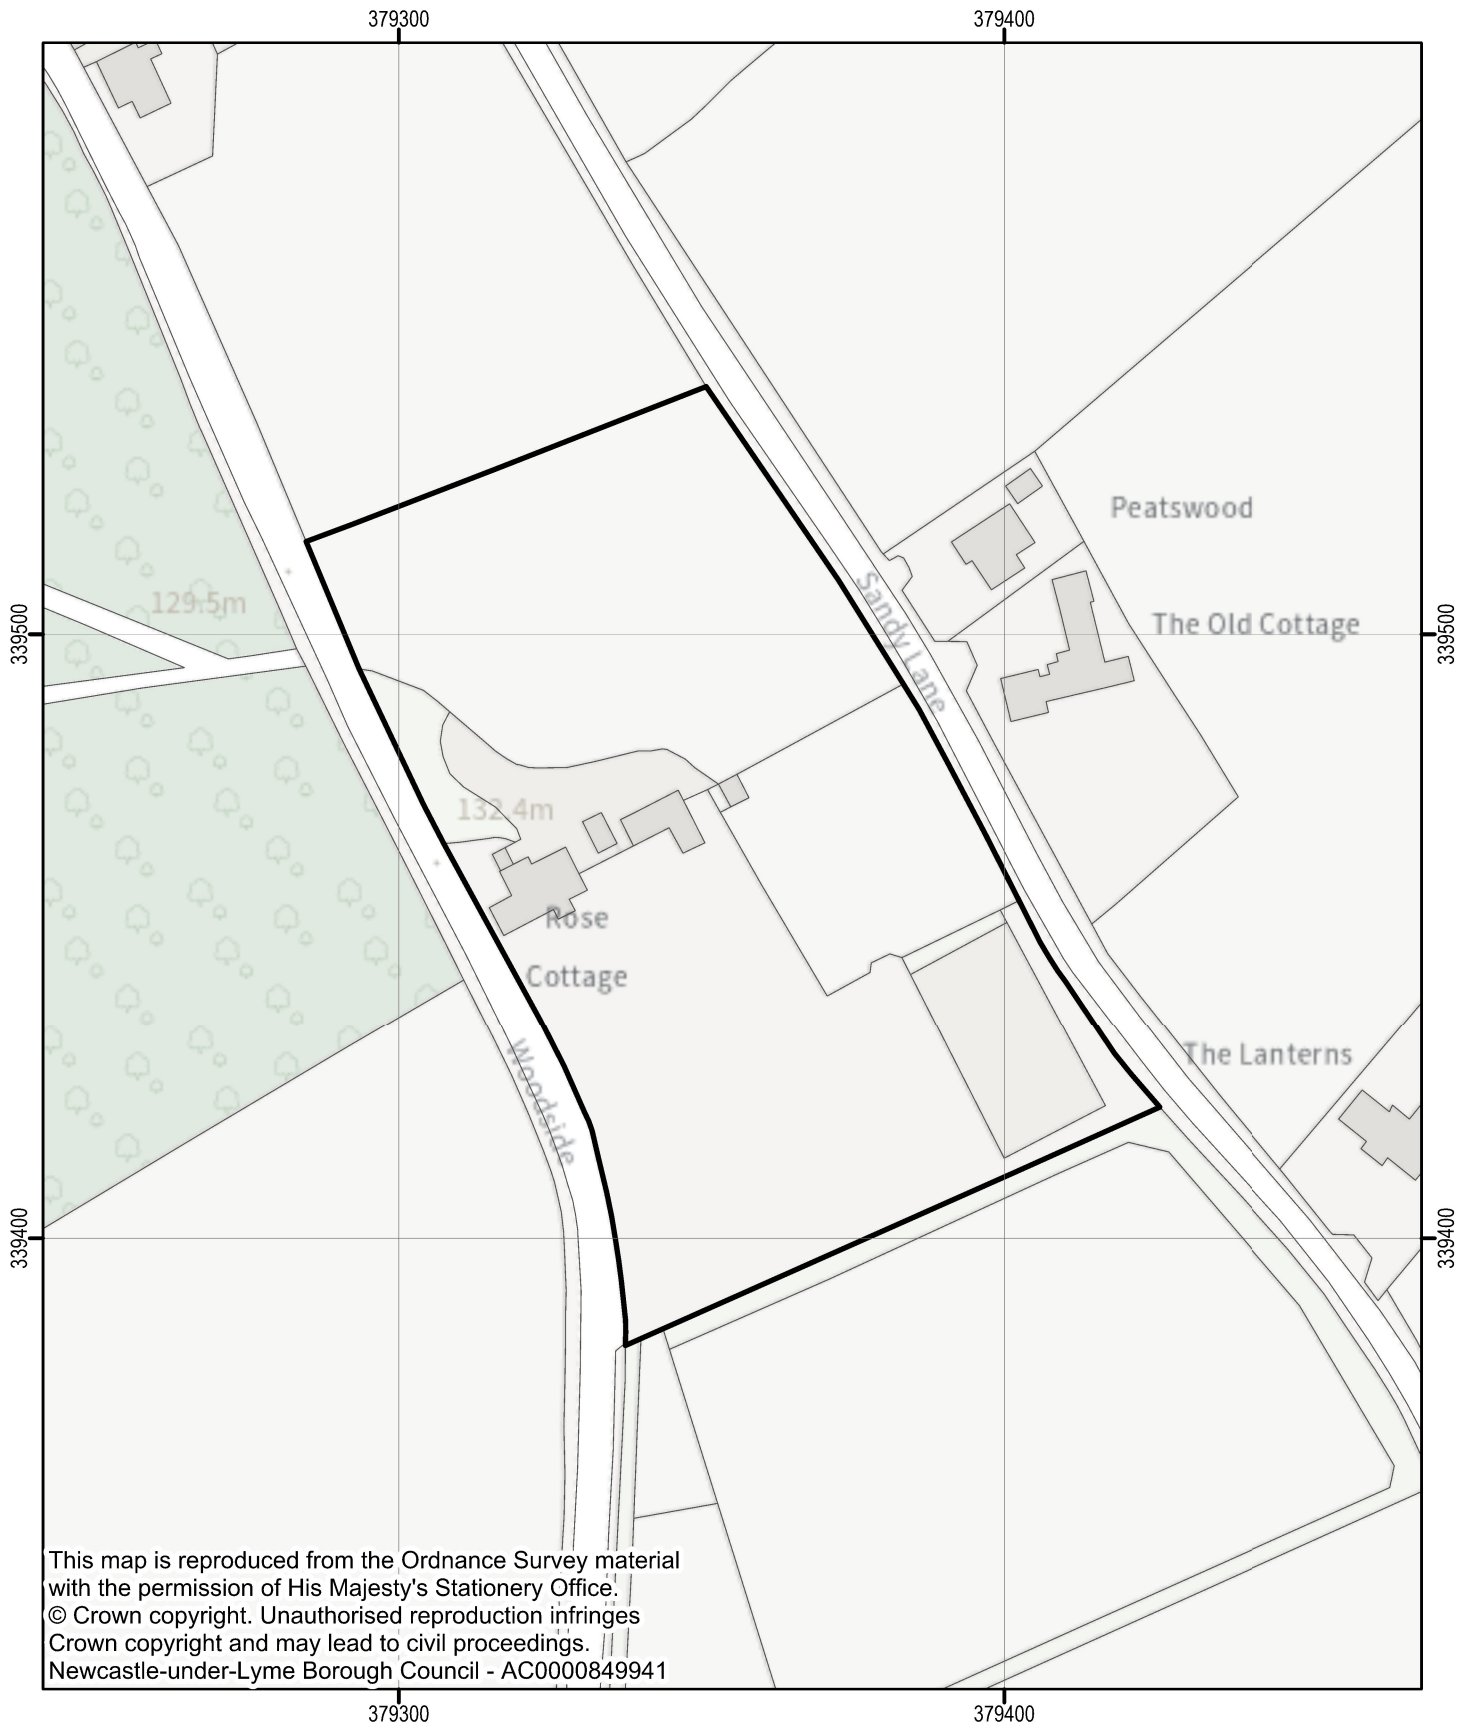 379300
379400
Peatswood
339500
129.5m
Sandy Lane
The Old Cottage
339500
132.4m
Rose
Cottage
Woodside
The Lanterns
339400
339400
This map is reproduced from the Ordnance Survey material
with the permission of His Majesty's Stationery Office.
© Crown copyright. Unauthorised reproduction infringes
Crown copyright and may lead to civil proceedings.
Newcastle-under-Lyme Borough Council - AC0000849941
379300
379400